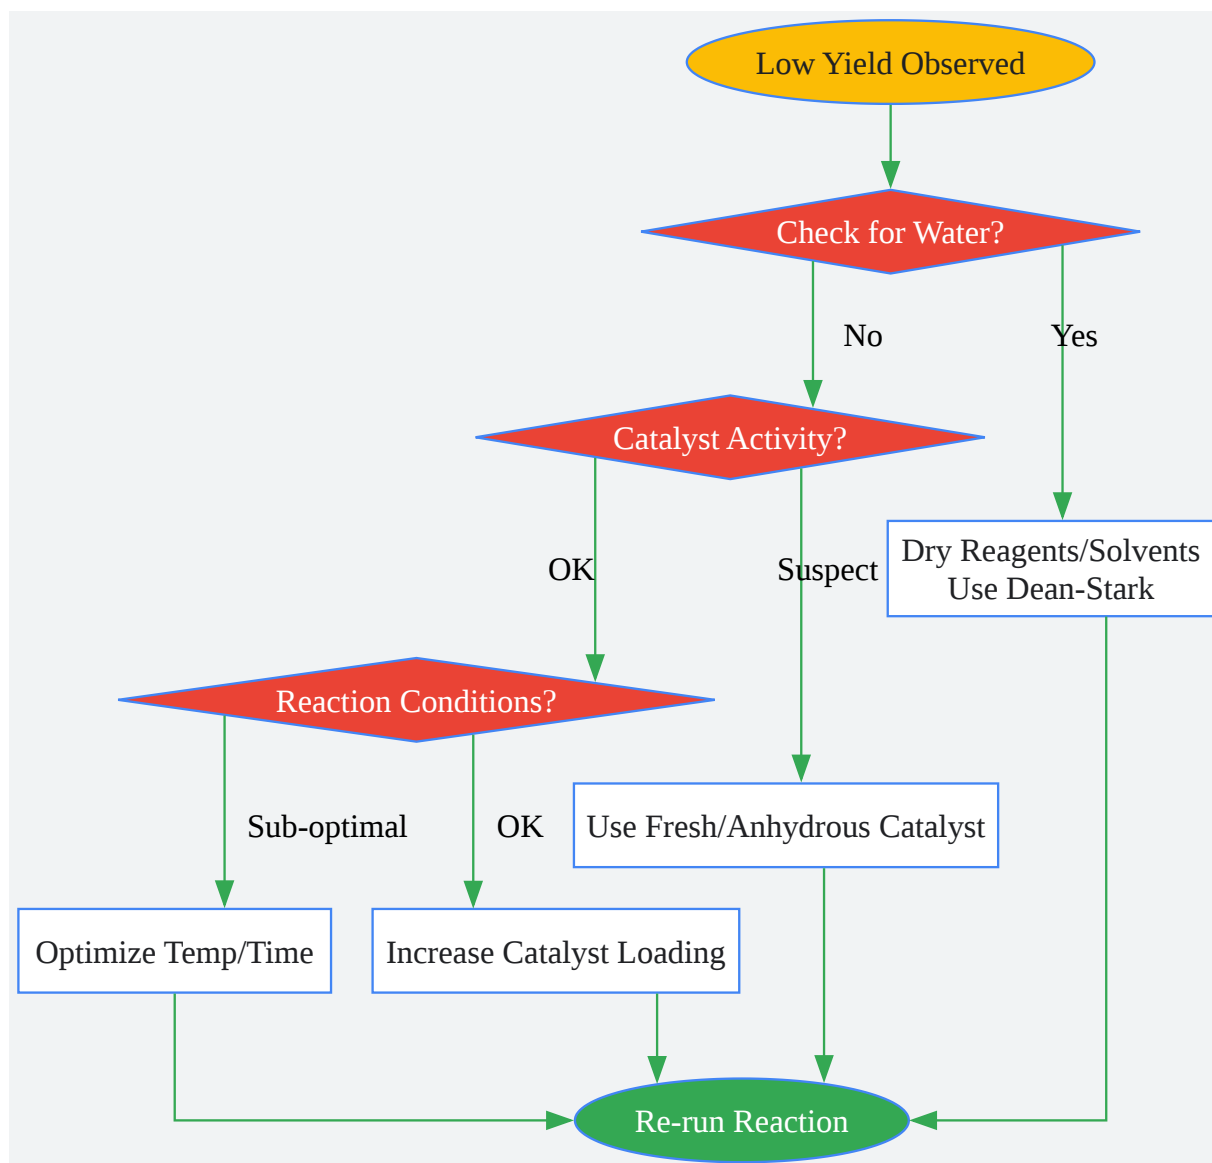 Low Yield Observed
Check for Water?
No
Yes
Catalyst Activity?
OK
Suspect
Dry Reagents/Solvents
Use Dean-Stark
Reaction Conditions?
Sub-optimal
OK
Use Fresh/Anhydrous Catalyst
Optimize Temp/Time
Increase Catalyst Loading
Re-run Reaction